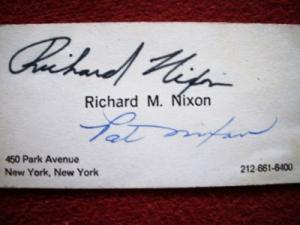 Richard Nixon
Richard M. Nixon
Pat Nixon
450 Park Avenue
New York, New York
212-661-6400